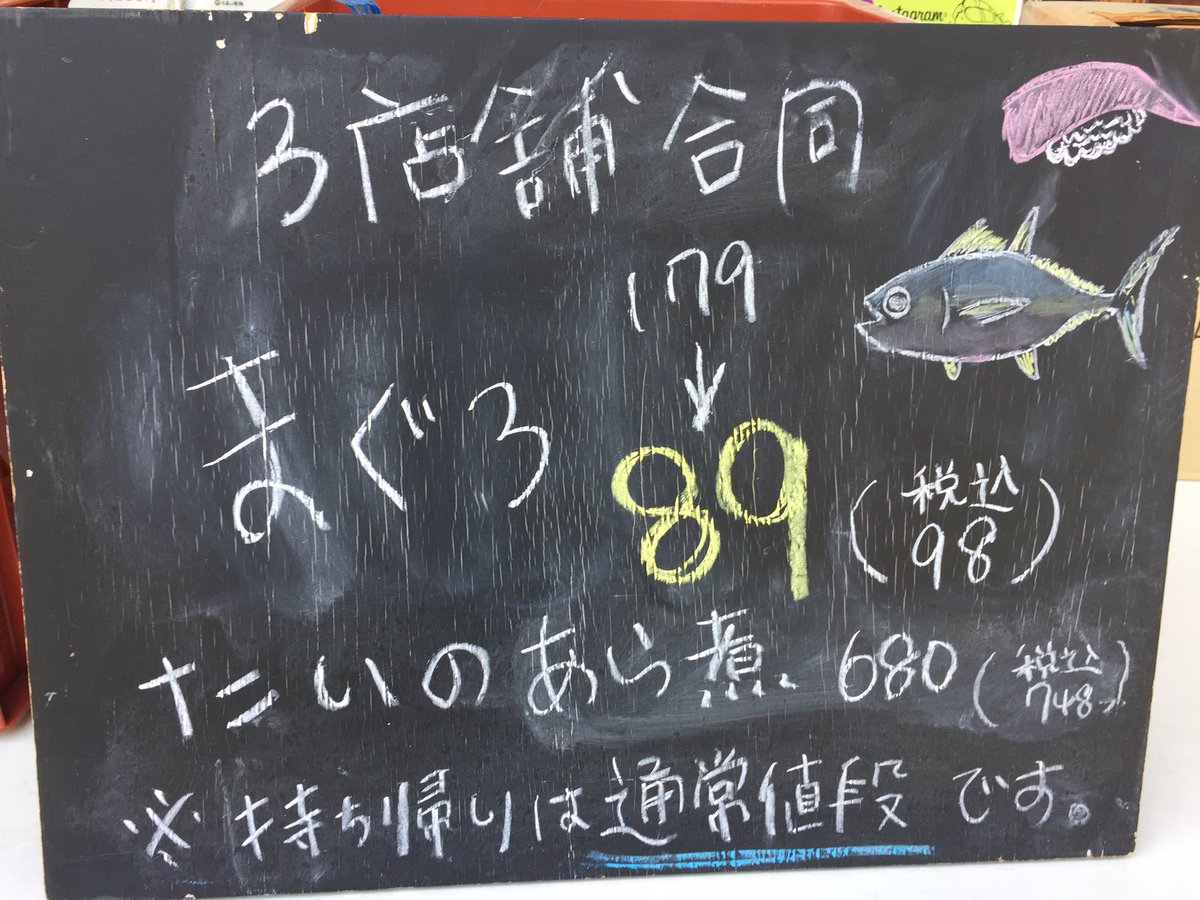 3店舗合同
179
↓
まぐろ 89 (税込 98)
たいのあら煮 680 (税込 748)
※持ち帰りは通常値段です。